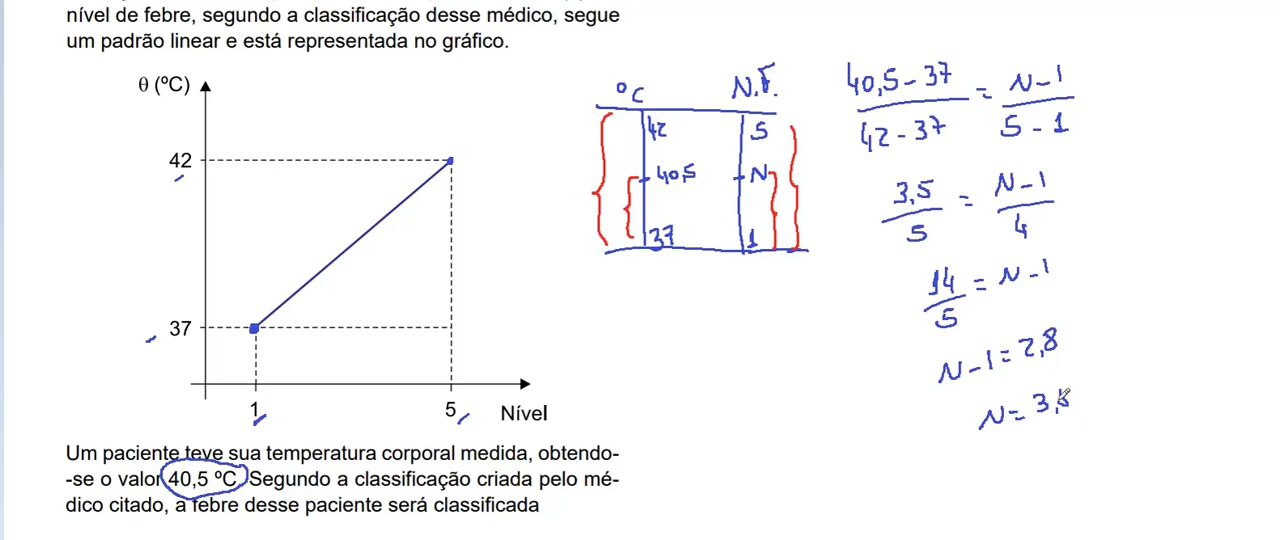 nível de febre, segundo a classificação desse médico, segue
um padrão linear e está representada no gráfico.
θ (ºC)
42
37
1
5
Nível
ºC N.F.
42 5
40,5 N
37 1
40,5 - 37 / 42 - 37 = N - 1 / 5 - 1
3,5 / 5 = N - 1 / 4
14 / 5 = N - 1
N - 1 = 2,8
N = 3,8
Um paciente teve sua temperatura corporal medida, obtendo-
-se o valor 40,5 ºC Segundo a classificação criada pelo mé-
dico citado, a febre desse paciente será classificada